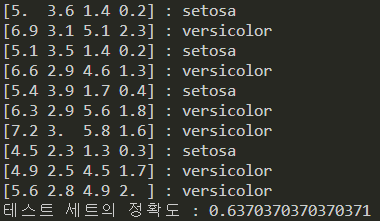 [5.  3.6 1.4 0.2] : setosa
[6.9 3.1 5.1 2.3] : versicolor
[5.1 3.5 1.4 0.2] : setosa
[6.6 2.9 4.6 1.3] : versicolor
[5.4 3.9 1.7 0.4] : setosa
[6.3 2.9 5.6 1.8] : versicolor
[7.2 3.  5.8 1.6] : versicolor
[4.5 2.3 1.3 0.3] : setosa
[4.9 2.5 4.5 1.7] : versicolor
[5.6 2.8 4.9 2. ] : versicolor
테스트 세트의 정확도 : 0.6370370370370371